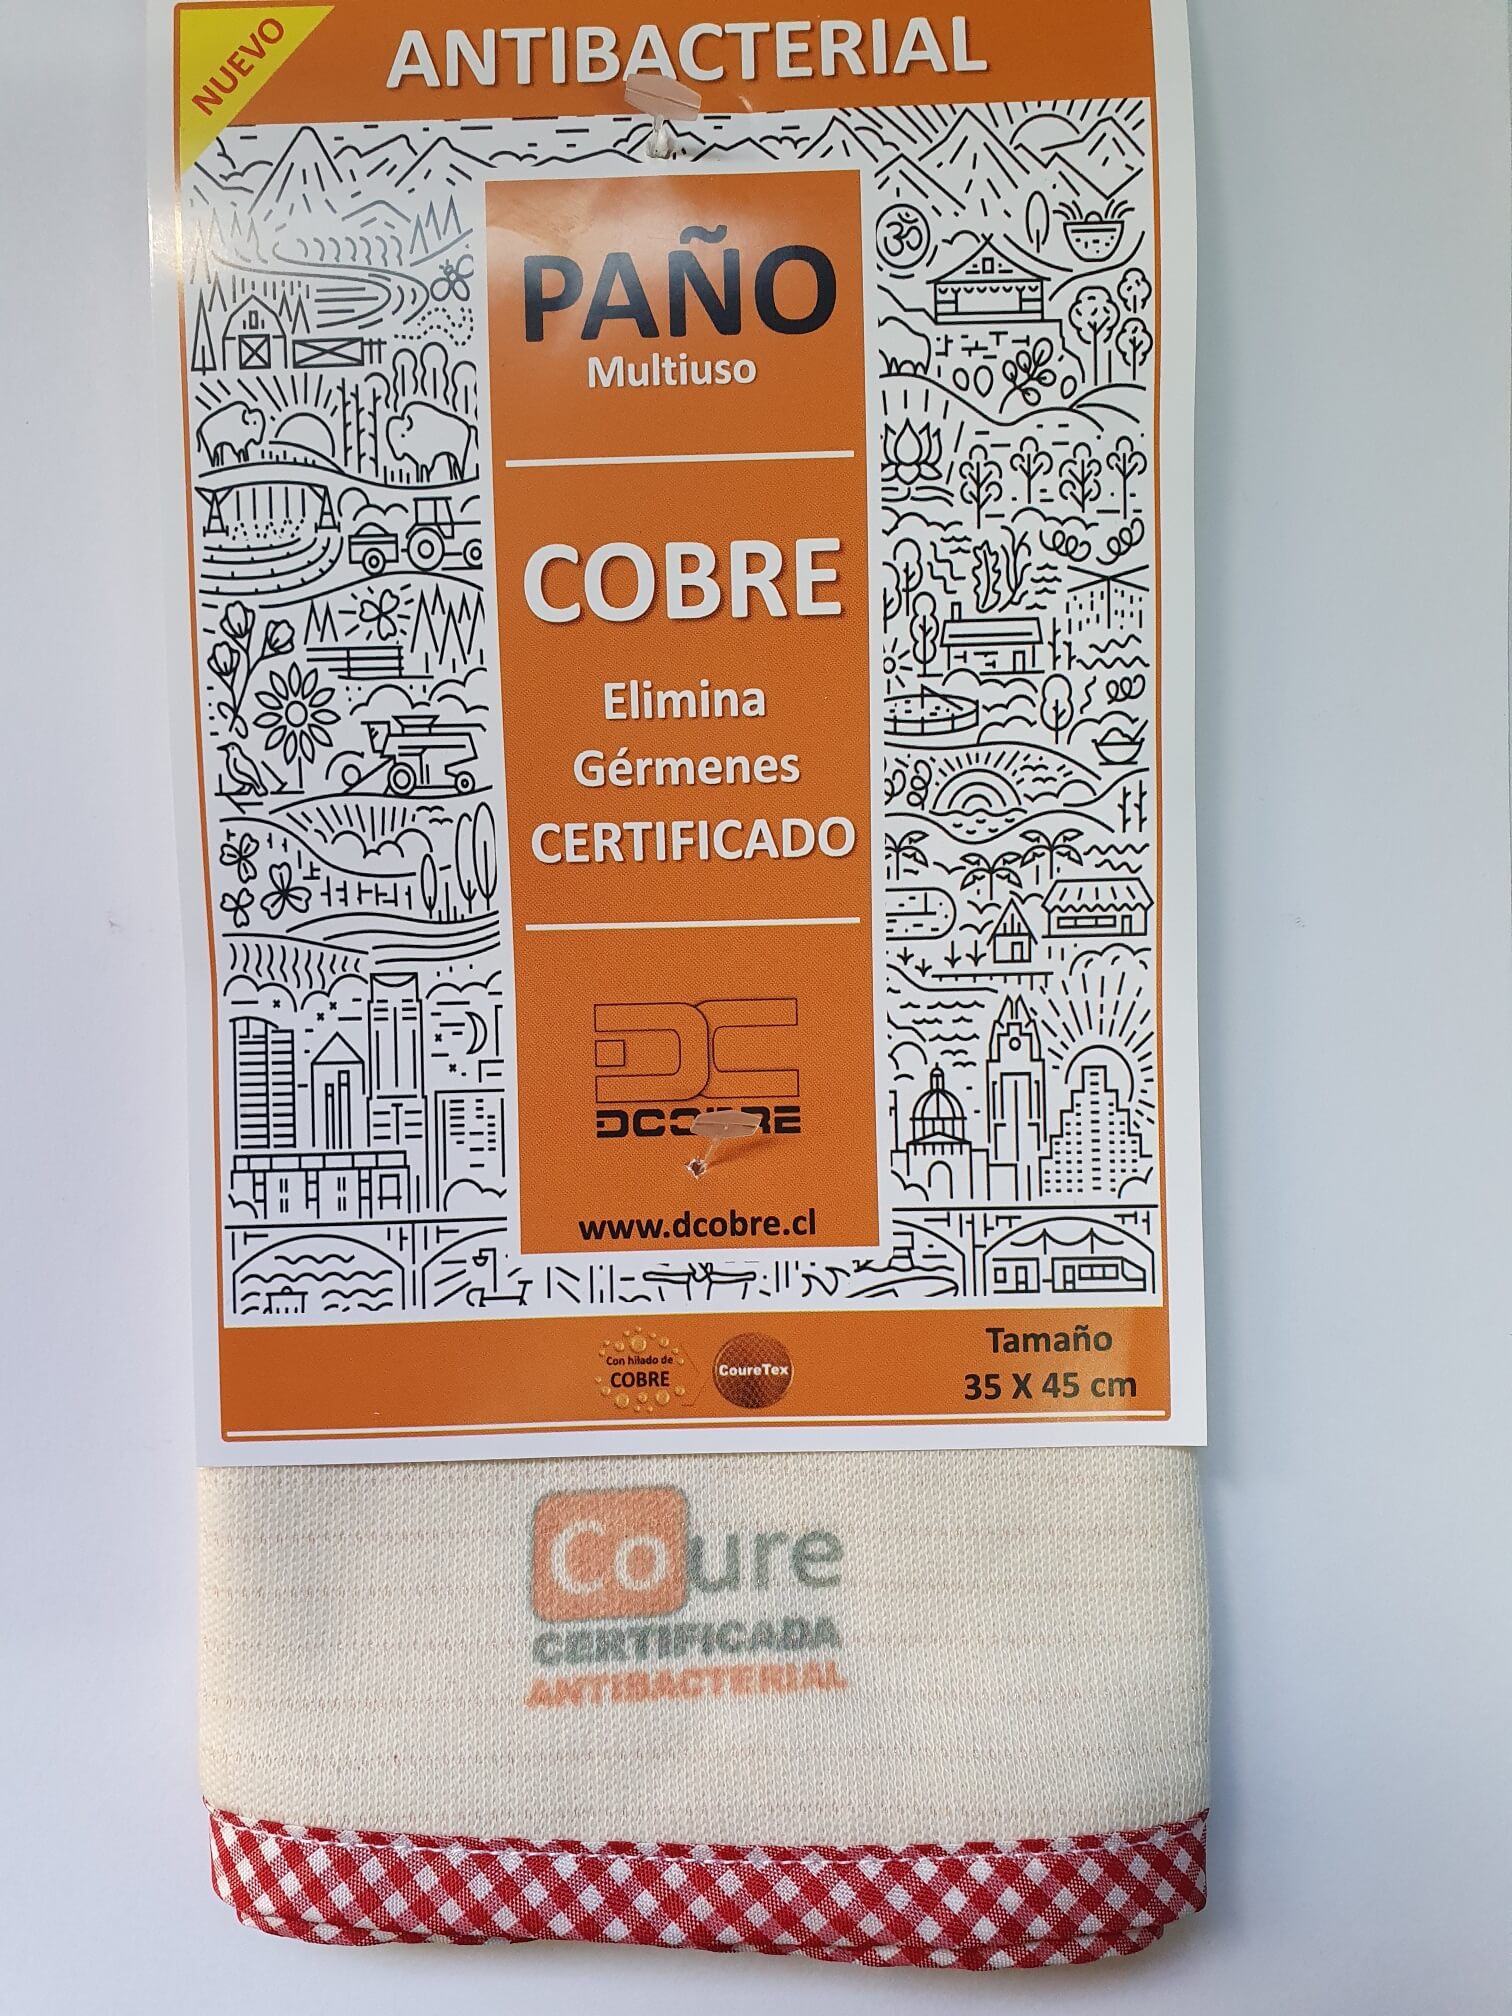 NUEVO
ANTIBACTERIAL
PAÑO
Multiuso
COBRE
Elimina
Gérmenes
CERTIFICADO
DC
DCOBRE
www.dcobre.cl
Con hilado de
COBRE
CoureTex
Tamaño
35 X 45 cm
Coure
CERTIFICADA
ANTIBACTERIAL